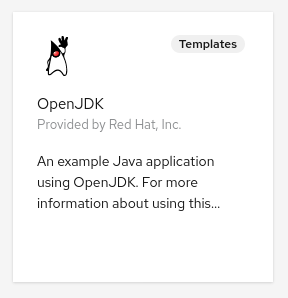 Templates
OpenJDK
Provided by Red Hat, Inc.
An example Java application
using OpenJDK. For more
information about using this...